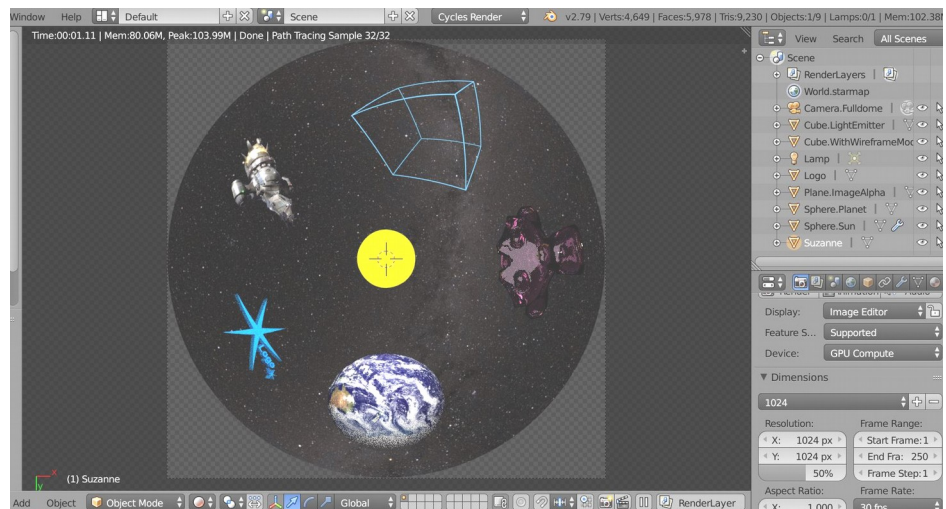 Window Help Default Scene Cycles Render v2.79 | Verts:4,649 | Faces:5,978 | Tris:9,230 | Objects:1/9 | Lamps:0/1 | Mem:102.38M
Time:00:01.11 | Mem:80.06M, Peak:103.99M | Done | Path Tracing Sample 32/32
View Search All Scenes
Scene
RenderLayers |
World.starmap
Camera.Fulldome |
Cube.LightEmitter |
Cube.WithWireframeMod
Lamp |
Logo |
Plane.ImageAlpha |
Sphere.Planet |
Sphere.Sun |
Suzanne |
Display: Image Editor
Feature S... Supported
Device: GPU Compute
Dimensions
1024
Resolution: Frame Range:
X: 1024 px Start Frame:1
Y: 1024 px End Fra: 250
50% Frame Step:1
Aspect Ratio: Frame Rate:
X: 1.000 30 fps
Logo
x
y
(1) Suzanne
Add Object Object Mode Global RenderLayer